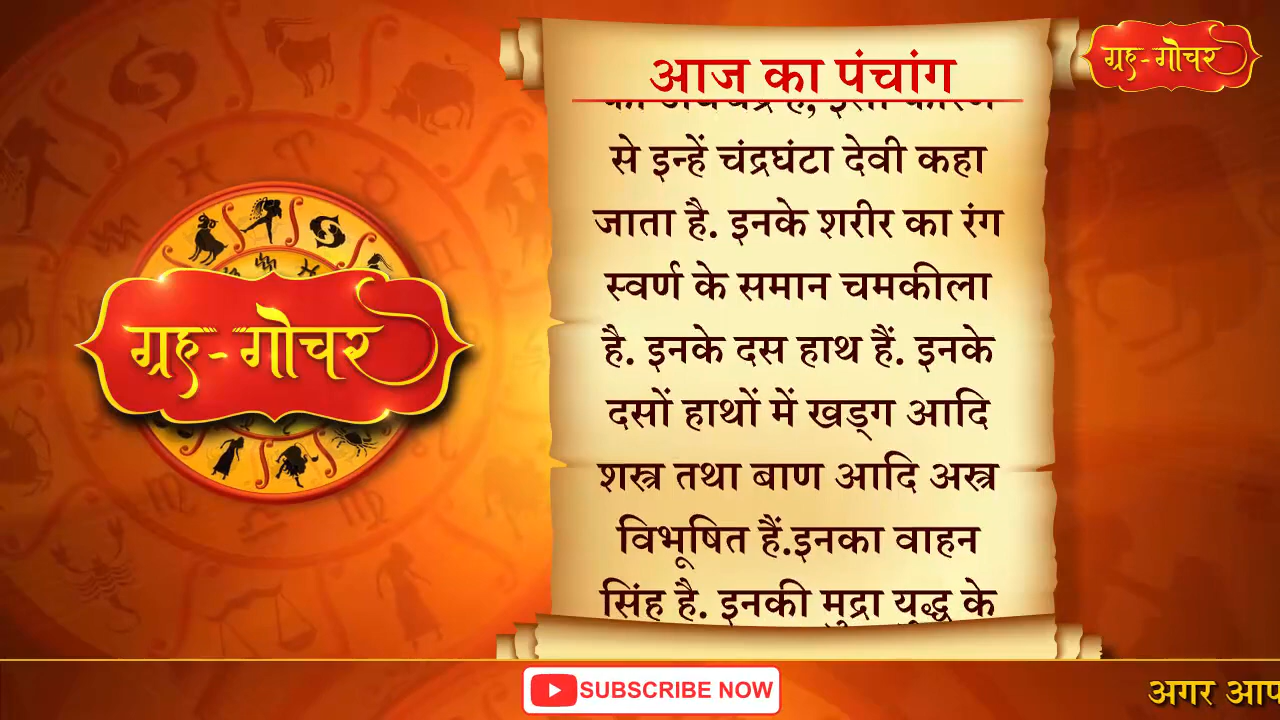 आज का पंचांग
ग्रह-गोचर
से इन्हें चंद्रघंटा देवी कहा
जाता है. इनके शरीर का रंग
स्वर्ण के समान चमकीला
है. इनके दस हाथ हैं. इनके
दसों हाथों में खड्ग आदि
शस्त्र तथा बाण आदि अस्त्र
विभूषित हैं.इनका वाहन
सिंह है. इनकी मुद्रा युद्ध के
ग्रह-गोचर
SUBSCRIBE NOW
अगर आप